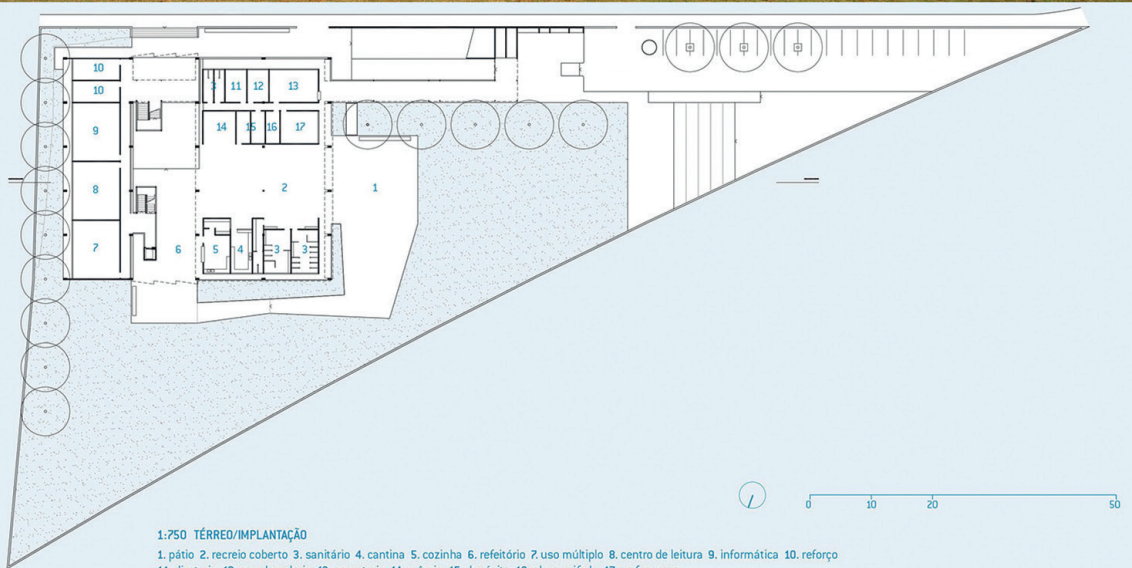 10
10
3 11 12 13
9
14 15 16 17
8
2 1
7
6
5 4 3 3
0 10 20 50
1:750 TÉRREO/IMPLANTAÇÃO
1. pátio 2. recreio coberto 3. sanitário 4. cantina 5. cozinha 6. refeitório 7. uso múltiplo 8. centro de leitura 9. informática 10. reforço